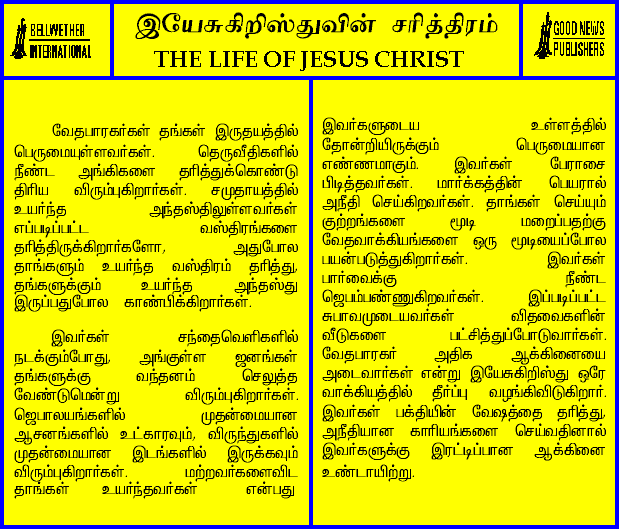 BELLWETHER
INTERNATIONAL
இயேசுகிறிஸ்துவின் சரித்திரம்
THE LIFE OF JESUS CHRIST
GOOD NEWS
PUBLISHERS
வேதபாரகர்கள் தங்கள் இருதயத்தில்
பெருமையுள்ளவர்கள். தெருவீதிகளில்
நீண்ட அங்கிகளை தரித்துக்கொண்டு
திரிய விரும்புகிறார்கள். சமுதாயத்தில்
உயர்ந்த அந்தஸ்திலுள்ளவர்கள்
எப்படிப்பட்ட வஸ்திரங்களை
தரித்திருக்கிறார்களோ, அதுபோல
தாங்களும் உயர்ந்த வஸ்திரம் தரித்து,
தங்களுக்கும் உயர்ந்த அந்தஸ்து
இருப்பதுபோல காண்பிக்கிறார்கள்.
இவர்கள் சந்தைவெளிகளில்
நடக்கும்போது, அங்குள்ள ஜனங்கள்
தங்களுக்கு வந்தனம் செலுத்த
வேண்டுமென்று விரும்புகிறார்கள்.
ஜெபாலயங்களில் முதன்மையான
ஆசனங்களில் உட்காரவும், விருந்துகளில்
முதன்மையான இடங்களில் இருக்கவும்
விரும்புகிறார்கள். மற்றவர்களைவிட
தாங்கள் உயர்ந்தவர்கள் என்பது
இவர்களுடைய உள்ளத்தில்
தோன்றியிருக்கும் பெருமையான
எண்ணமாகும். இவர்கள் பேராசை
பிடித்தவர்கள். மார்க்கத்தின் பெயரால்
அநீதி செய்கிறவர்கள். தாங்கள் செய்யும்
குற்றங்களை மூடி மறைப்பதற்கு
வேதவாக்கியங்களை ஒரு மூடியைப்போல
பயன்படுத்துகிறார்கள். இவர்கள்
பார்வைக்கு நீண்ட
ஜெபம்பண்ணுகிறவர்கள். இப்படிப்பட்ட
சுபாவமுடையவர்கள் விதவைகளின்
வீடுகளை பட்சித்துப்போடுவார்கள்.
வேதபாரகர் அதிக ஆக்கினையை
அடைவார்கள் என்று இயேசுகிறிஸ்து ஒரே
வாக்கியத்தில் தீர்ப்பு வழங்கிவிடுகிறார்.
இவர்கள் பக்தியின் வேஷத்தை தரித்து,
அநீதியான காரியங்களை செய்வதினால்
இவர்களுக்கு இரட்டிப்பான ஆக்கினை
உண்டாயிற்று.